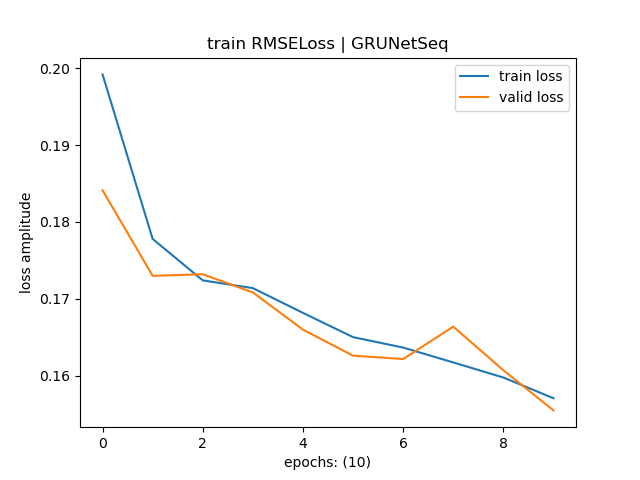 train RMSELoss | GRUNetSeq
train loss
valid loss
0.20
0.19
0.18
0.17
0.16
loss amplitude
0
2
4
6
8
epochs: (10)